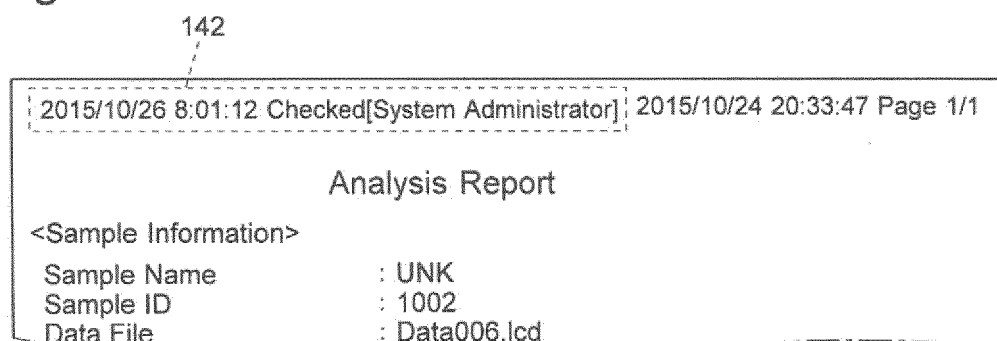 142
2015/10/26 8:01:12 Checked[System Administrator] 2015/10/24 20:33:47 Page 1/1
Analysis Report
<Sample Information>
Sample Name : UNK
Sample ID : 1002
Data File : Data006.lcd